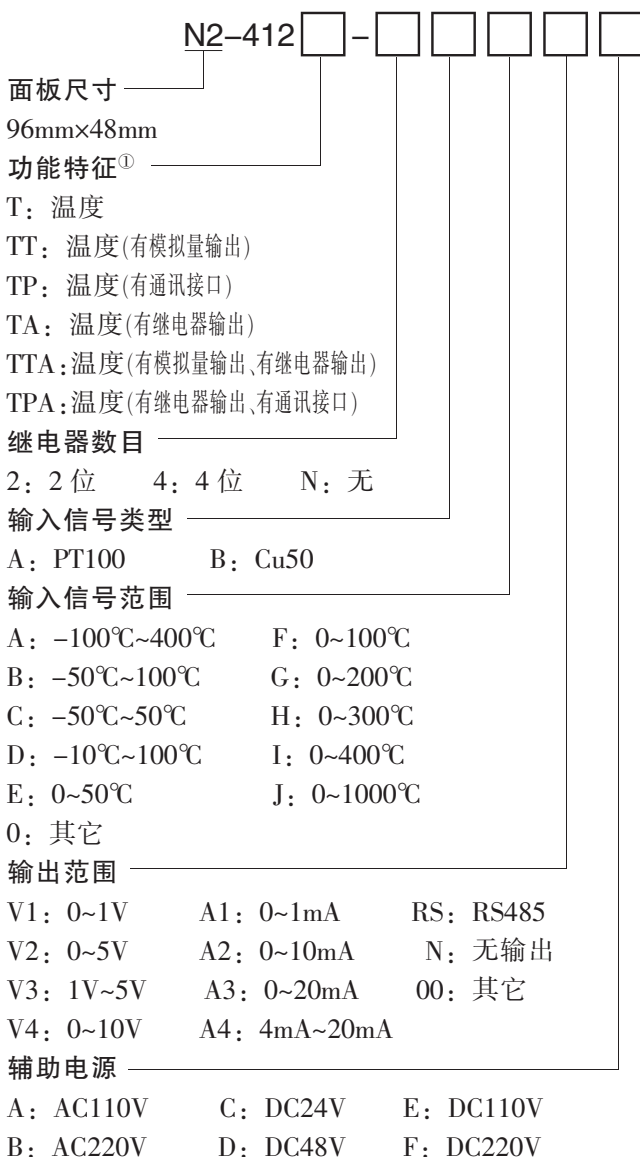 N2-412□-□□□□□
面板尺寸
96mm×48mm
功能特征①
T：温度
TT：温度(有模拟量输出)
TP：温度(有通讯接口)
TA：温度(有继电器输出)
TTA：温度(有模拟量输出、有继电器输出)
TPA：温度(有继电器输出、有通讯接口)
继电器数目
2：2位 4：4位 N：无
输入信号类型
A：PT100 B：Cu50
输入信号范围
A：-100℃~400℃ F：0~100℃
B：-50℃~100℃ G：0~200℃
C：-50℃~50℃ H：0~300℃
D：-10℃~100℃ I：0~400℃
E：0~50℃ J：0~1000℃
0：其它
输出范围
V1：0~1V A1：0~1mA RS：RS485
V2：0~5V A2：0~10mA N：无输出
V3：1V~5V A3：0~20mA 00：其它
V4：0~10V A4：4mA~20mA
辅助电源
A：AC110V C：DC24V E：DC110V
B：AC220V D：DC48V F：DC220V